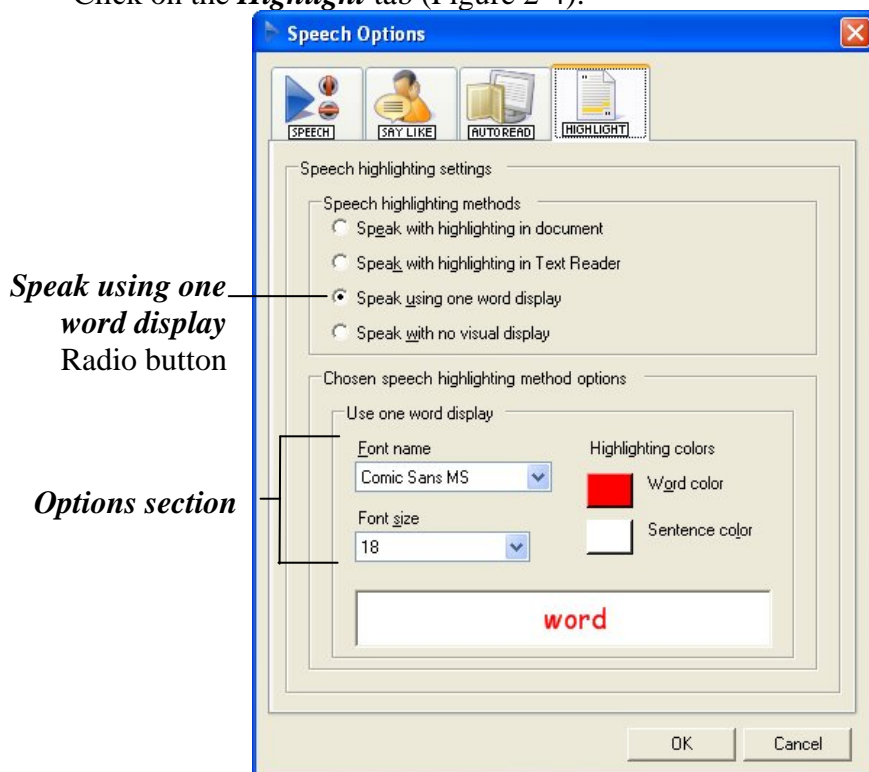 Click on the Highlight tab (Figure 2-4).
Speech Options
SPEECH
SAY LIKE
AUTOREAD
HIGHLIGHT
Speech highlighting settings
Speech highlighting methods
Speak with highlighting in document
Speak with highlighting in Text Reader
Speak using one word display
Speak with no visual display
Speak using one
word display
Radio button
Chosen speech highlighting method options
Use one word display
Font name
Highlighting colors
Comic Sans MS
Word color
Options section
Font size
Sentence color
18
word
OK Cancel